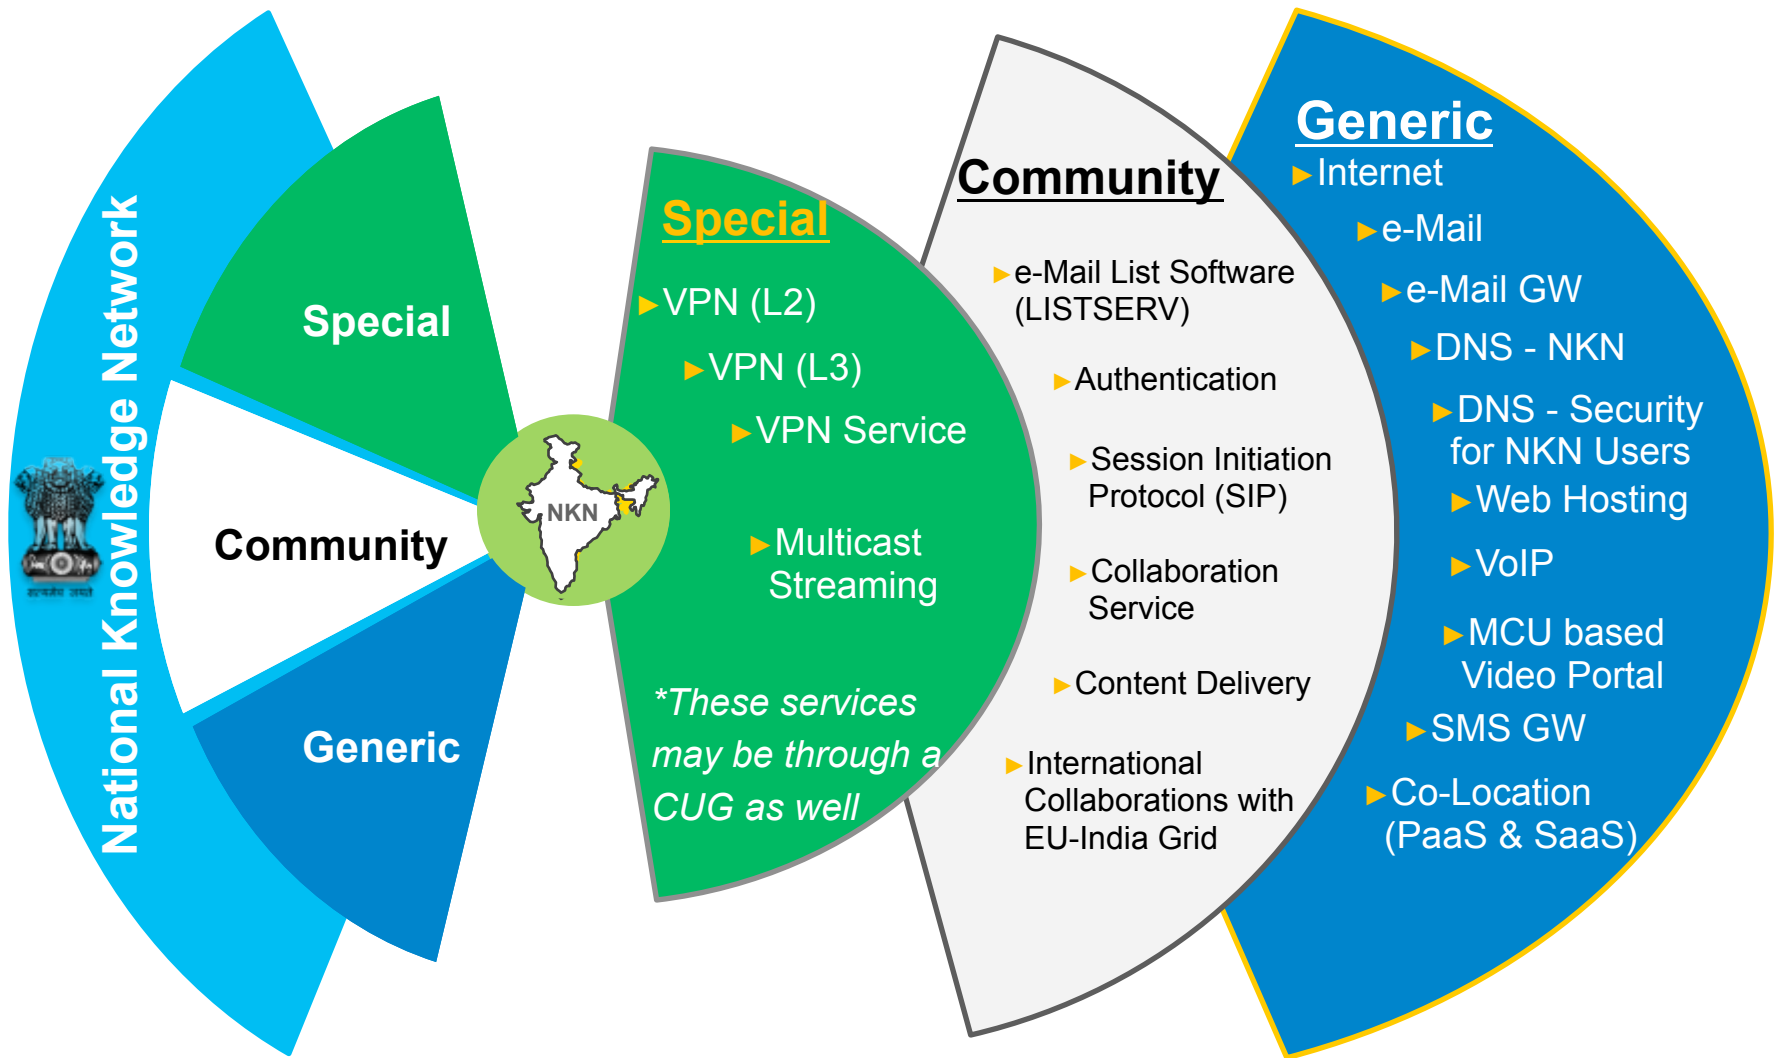 National Knowledge Network
सत्यमेव जयते
Special
Community
Generic
NKN
Special
►VPN (L2)
►VPN (L3)
►VPN Service
►Multicast
Streaming
*These services
may be through a
CUG as well
Community
►e-Mail List Software
(LISTSERV)
►Authentication
►Session Initiation
Protocol (SIP)
►Collaboration
Service
►Content Delivery
►International
Collaborations with
EU-India Grid
Generic
►Internet
►e-Mail
►e-Mail GW
►DNS - NKN
►DNS - Security
for NKN Users
►Web Hosting
►VoIP
►MCU based
Video Portal
►SMS GW
►Co-Location
(PaaS & SaaS)